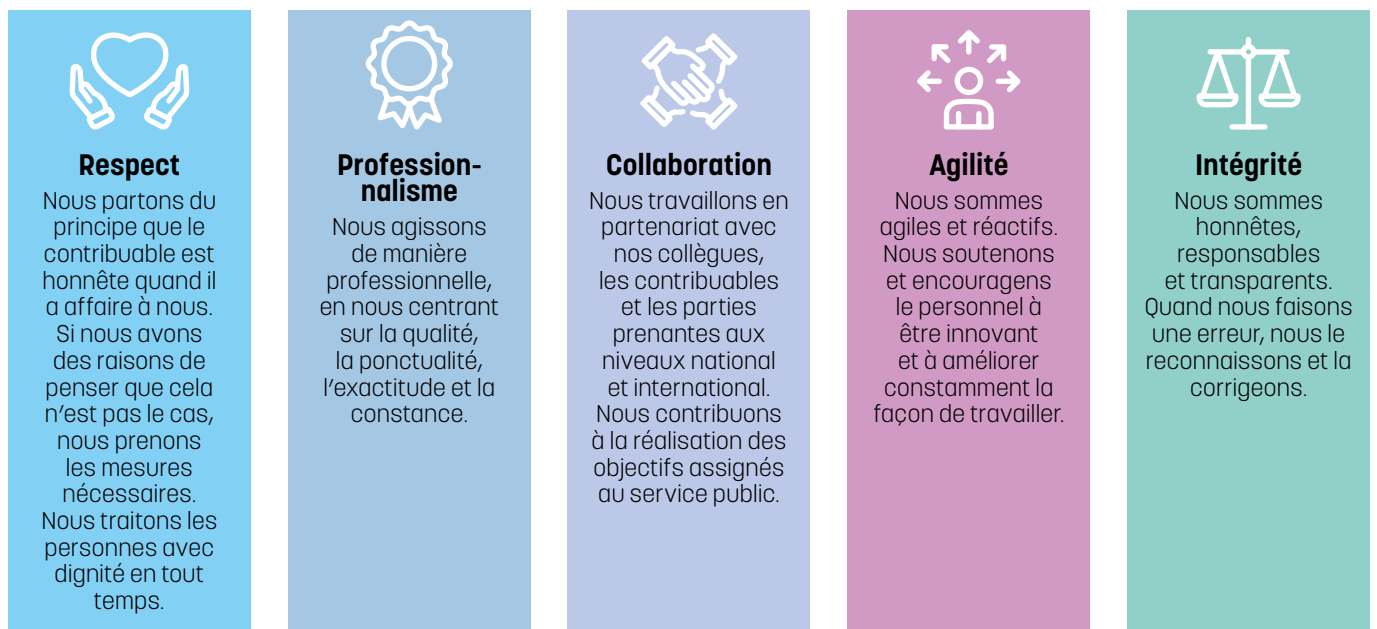 Respect
Nous partons du
principe que le
contribuable est
honnête quand il
a affaire à nous.
Si nous avons
des raisons de
penser que cela
n’est pas le cas,
nous prenons
les mesures
nécessaires.
Nous traitons les
personnes avec
dignité en tout
temps.
Profession-
nalisme
Nous agissons
de manière
professionnelle,
en nous centrant
sur la qualité,
la ponctualité,
l’exactitude et la
constance.
Collaboration
Nous travaillons en
partenariat avec
nos collègues,
les contribuables
et les parties
prenantes aux
niveaux national
et international.
Nous contribuons
à la réalisation des
objectifs assignés
au service public.
Agilité
Nous sommes
agiles et réactifs.
Nous soutenons
et encourageons
le personnel à
être innovant
et à améliorer
constamment la
façon de travailler.
Intégrité
Nous sommes
honnêtes,
responsables
et transparents.
Quand nous faisons
une erreur, nous le
reconnaissons et la
corrigeons.